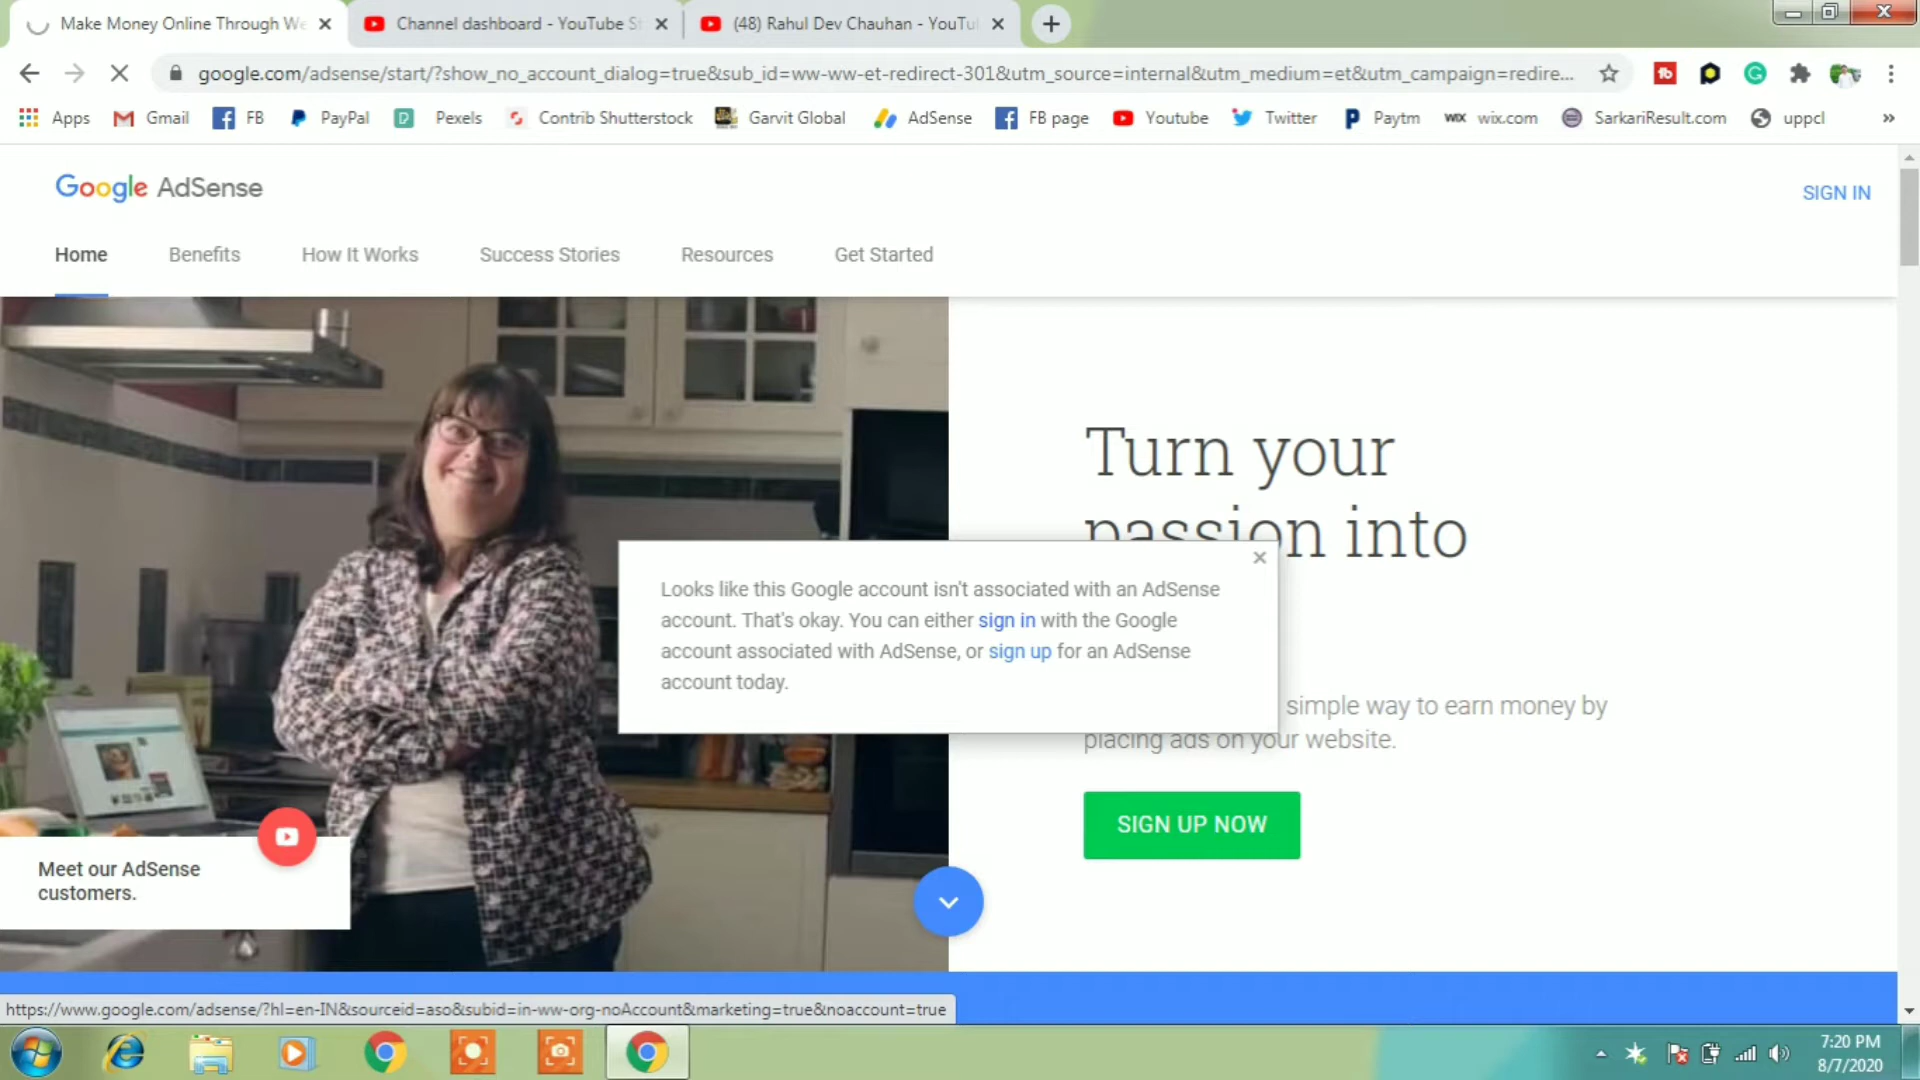 Make Money Online Through We
Channel dashboard - YouTube St
(48) Rahul Dev Chauhan - YouTu
google.com/adsense/start/?show_no_account_dialog=true&sub_id=ww-ww-et-redirect-301&utm_source=internal&utm_medium=et&utm_campaign=redire...
Apps Gmail FB PayPal Pexels Contrib Shutterstock Garvit Global AdSense FB page Youtube Twitter Paytm wix.com SarkariResult.com uppcl »
Google AdSense
SIGN IN
Home Benefits How It Works Success Stories Resources Get Started
Turn your
passion into
Looks like this Google account isn't associated with an AdSense
account. That's okay. You can either sign in with the Google
account associated with AdSense, or sign up for an AdSense
account today.
simple way to earn money by
placing ads on your website.
SIGN UP NOW
Meet our AdSense
customers.
https://www.google.com/adsense/?hl=en-IN&sourceid=aso&subid=in-ww-org-noAccount&marketing=true&noaccount=true
7:20 PM
8/7/2020